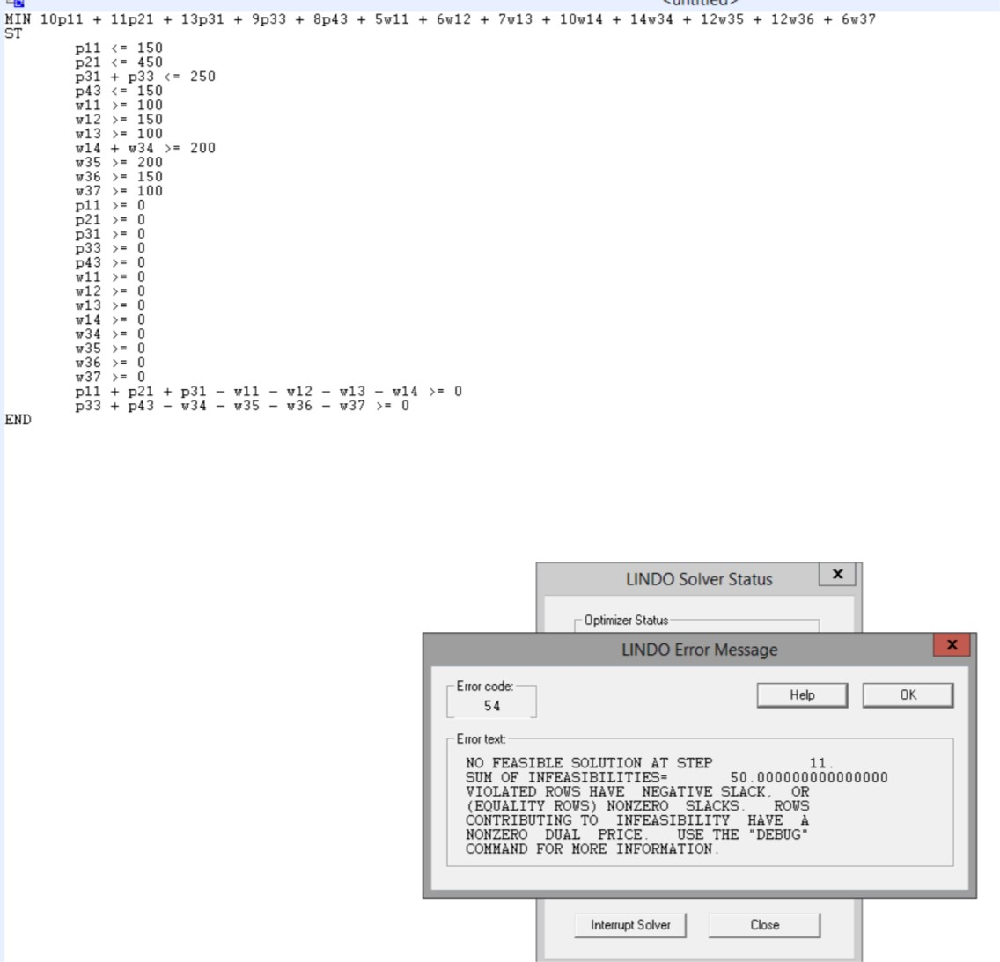 <untitled>
MIN 10p11 + 11p21 + 13p31 + 9p33 + 8p43 + 5w11 + 6w12 + 7w13 + 10w14 + 14w34 + 12w35 + 12w36 + 6w37
ST
p11 <= 150
p21 <= 450
p31 + p33 <= 250
p43 <= 150
w11 >= 100
w12 >= 150
w13 >= 100
w14 + w34 >= 200
w35 >= 200
w36 >= 150
w37 >= 100
p11 >= 0
p21 >= 0
p31 >= 0
p33 >= 0
p43 >= 0
w11 >= 0
w12 >= 0
w13 >= 0
w14 >= 0
w34 >= 0
w35 >= 0
w36 >= 0
w37 >= 0
p11 + p21 + p31 - w11 - w12 - w13 - w14 >= 0
p33 + p43 - w34 - w35 - w36 - w37 >= 0
END
LINDO Solver Status
x
Optimizer Status
LINDO Error Message
x
Error code:
54
Help
OK
Error text:
NO FEASIBLE SOLUTION AT STEP 11.
SUM OF INFEASIBILITIES= 50.000000000000000
VIOLATED ROWS HAVE NEGATIVE SLACK, OR
(EQUALITY ROWS) NONZERO SLACKS. ROWS
CONTRIBUTING TO INFEASIBILITY HAVE A
NONZERO DUAL PRICE. USE THE "DEBUG"
COMMAND FOR MORE INFORMATION.
Interrupt Solver
Close